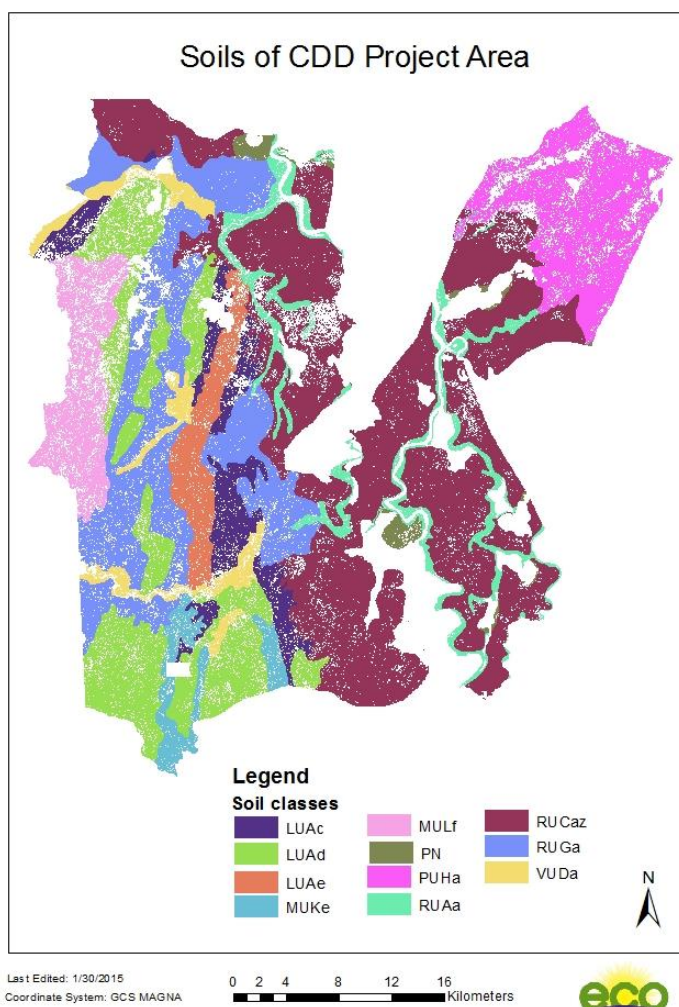 Soils of CDD Project Area
Legend
Soil classes
LUAc
LUAd
LUAe
MUKe
MULf
PN
PUHa
RUAa
RUCaz
RUGa
VUDa
N
Last Edited: 1/30/2015
Coordinate System: GCS MAGNA
0 2 4 8 12 16
Kilometers
eco